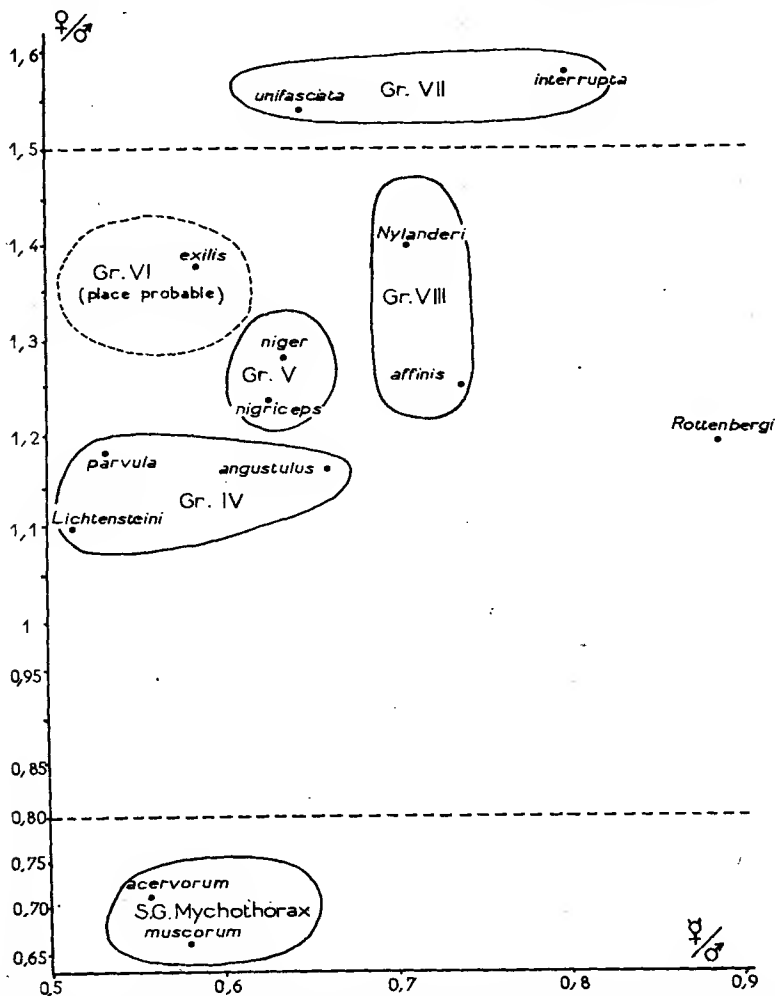 ♀/♂
1,6
interrupta
Gr. VII
unifasciata
1,5
1,4
Nylanderi
exilis
Gr. VI
(place probable)
Gr. VIII
1,3
niger
Gr. V
affinis
nigriceps
Rottenbergi
1,2
parvula
angustulus
Gr. IV
Lichtensteini
1,1
1
0,95
0,85
0,80
0,75
acervorum
0,70
S.G. Mychothorax
muscorum
0,65
☿/♂
0,5 0,6 0,7 0,8 0,9